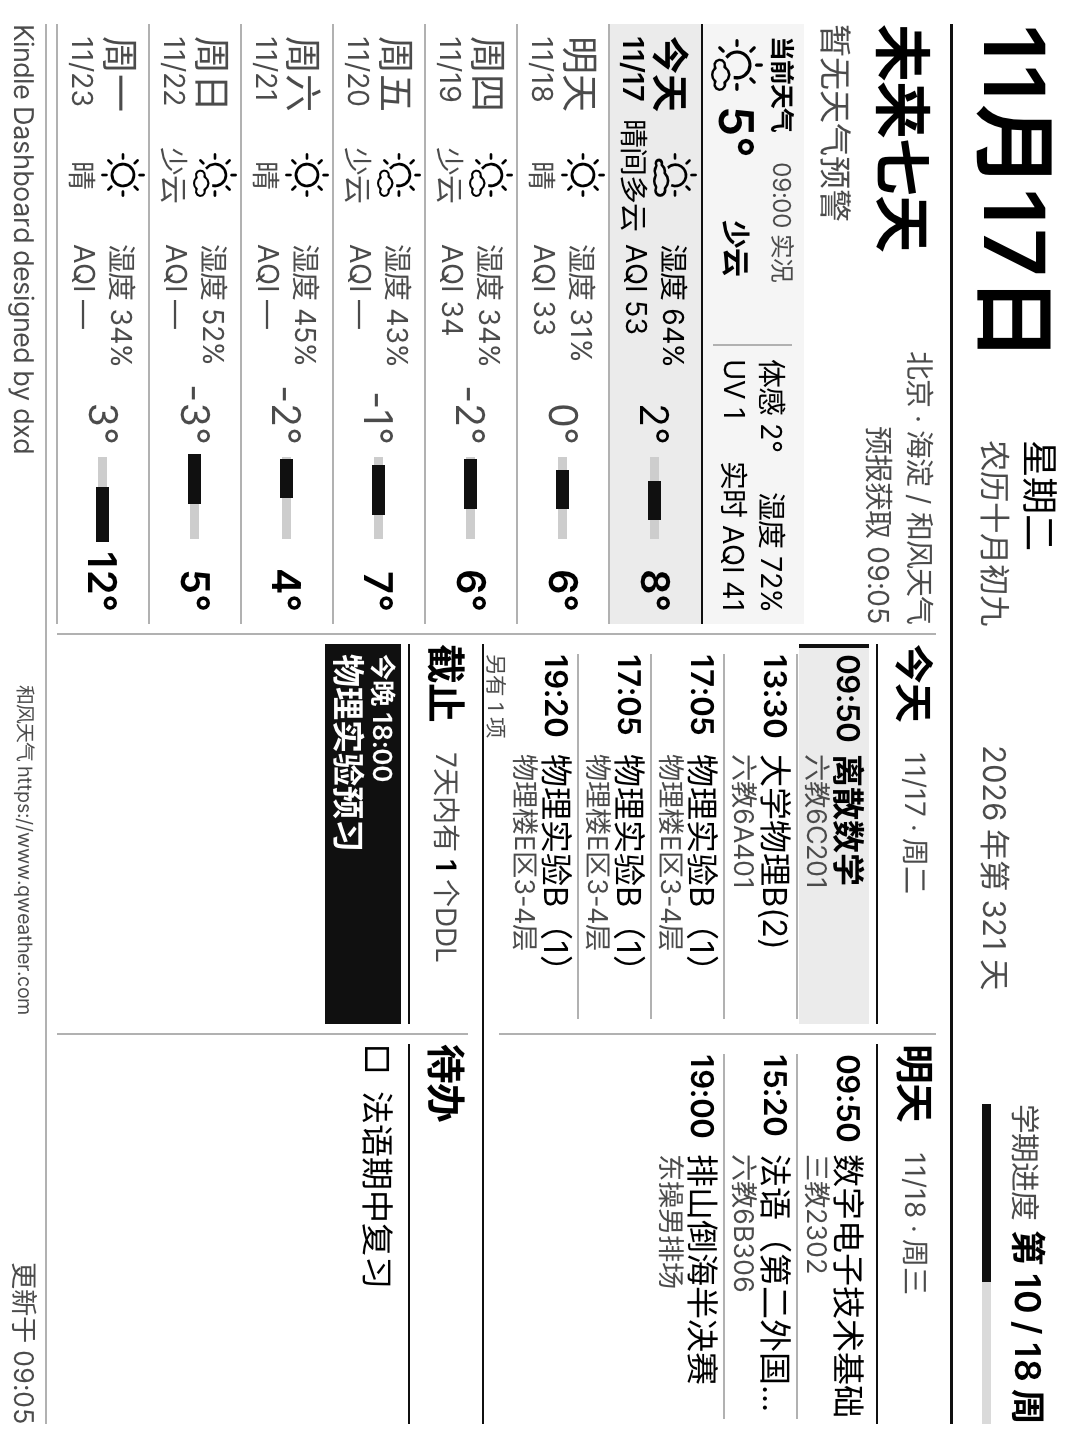 11月17日
星期二
农历十月初九
2026 年第 321 天
学期进度 第 10 / 18 周
未来七天
北京 · 海淀 / 和风天气
预报获取 09:05
暂无天气预警
当前天气 09:00 实况
5° 少云
体感 2° 湿度 72%
UV 1 实时 AQI 41
今天 湿度 64% 2° 8°
11/17 晴间多云 AQI 53
明天 湿度 31% 0° 6°
11/18 晴 AQI 33
周四 湿度 34% -2° 6°
11/19 少云 AQI 34
周五 湿度 43% -1° 7°
11/20 少云 AQI —
周六 湿度 45% -2° 4°
11/21 晴 AQI —
周日 湿度 52% -3° 5°
11/22 少云 AQI —
周一 湿度 34% 3° 12°
11/23 晴 AQI —
今天 11/17 · 周二
09:50 离散数学
六教6C201
13:30 大学物理B(2)
六教6A401
17:05 物理实验B（1）
物理楼E区3-4层
17:05 物理实验B（1）
物理楼E区3-4层
19:20 物理实验B（1）
物理楼E区3-4层
另有 1 项
明天 11/18 · 周三
09:50 数字电子技术基础
三教2302
15:20 法语（第二外国…
六教6B306
19:00 排山倒海半决赛
东操男排场
截止 7天内有 1 个DDL
今晚 18:00
物理实验预习
待办
法语期中复习
Kindle Dashboard designed by dxd
和风天气 https://www.qweather.com
更新于 09:05